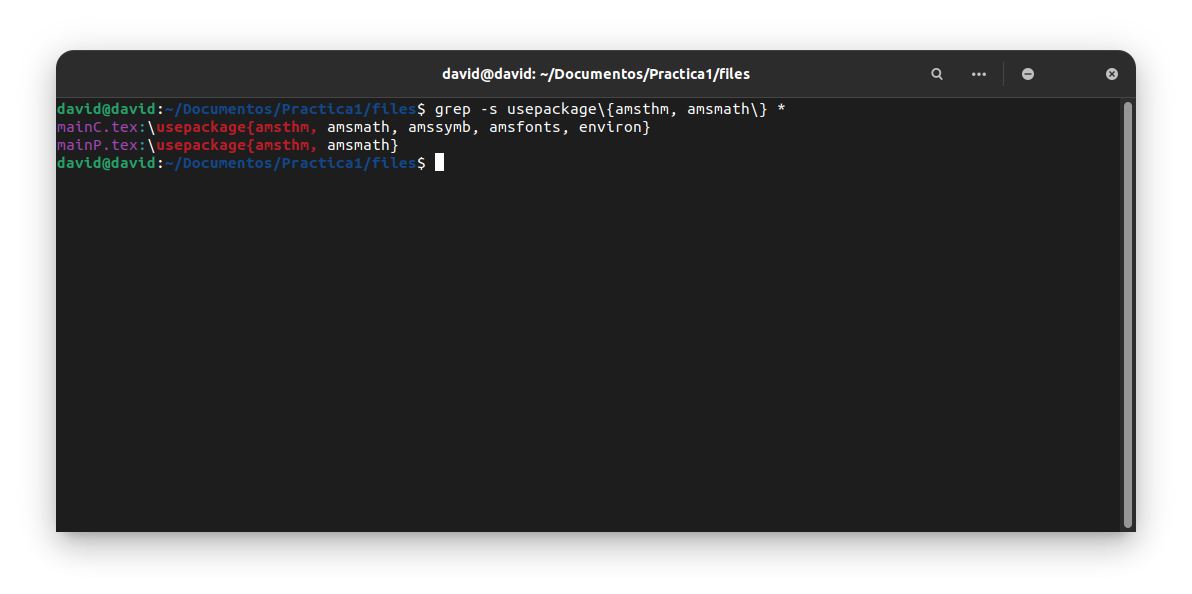 david@david: ~/Documentos/Practica1/files
david@david:~/Documentos/Practica1/files$ grep -s usepackage\{amsthm, amsmath\} *
mainC.tex:\usepackage{amsthm, amsmath, amssymb, amsfonts, environ}
mainP.tex:\usepackage{amsthm, amsmath}
david@david:~/Documentos/Practica1/files$